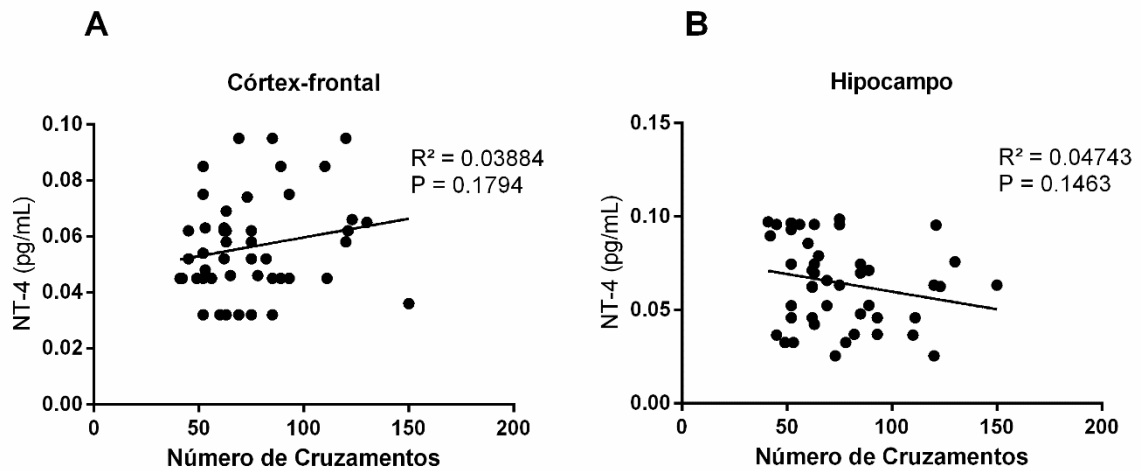 A
Córtex-frontal
0.10
0.08
0.06
0.04
0.02
0.00
NT-4 (pg/mL)
R² = 0.03884
P = 0.1794
0
50
100
150
200
Número de Cruzamentos
B
Hipocampo
0.15
0.10
0.05
0.00
NT-4 (pg/mL)
R² = 0.04743
P = 0.1463
0
50
100
150
200
Número de Cruzamentos